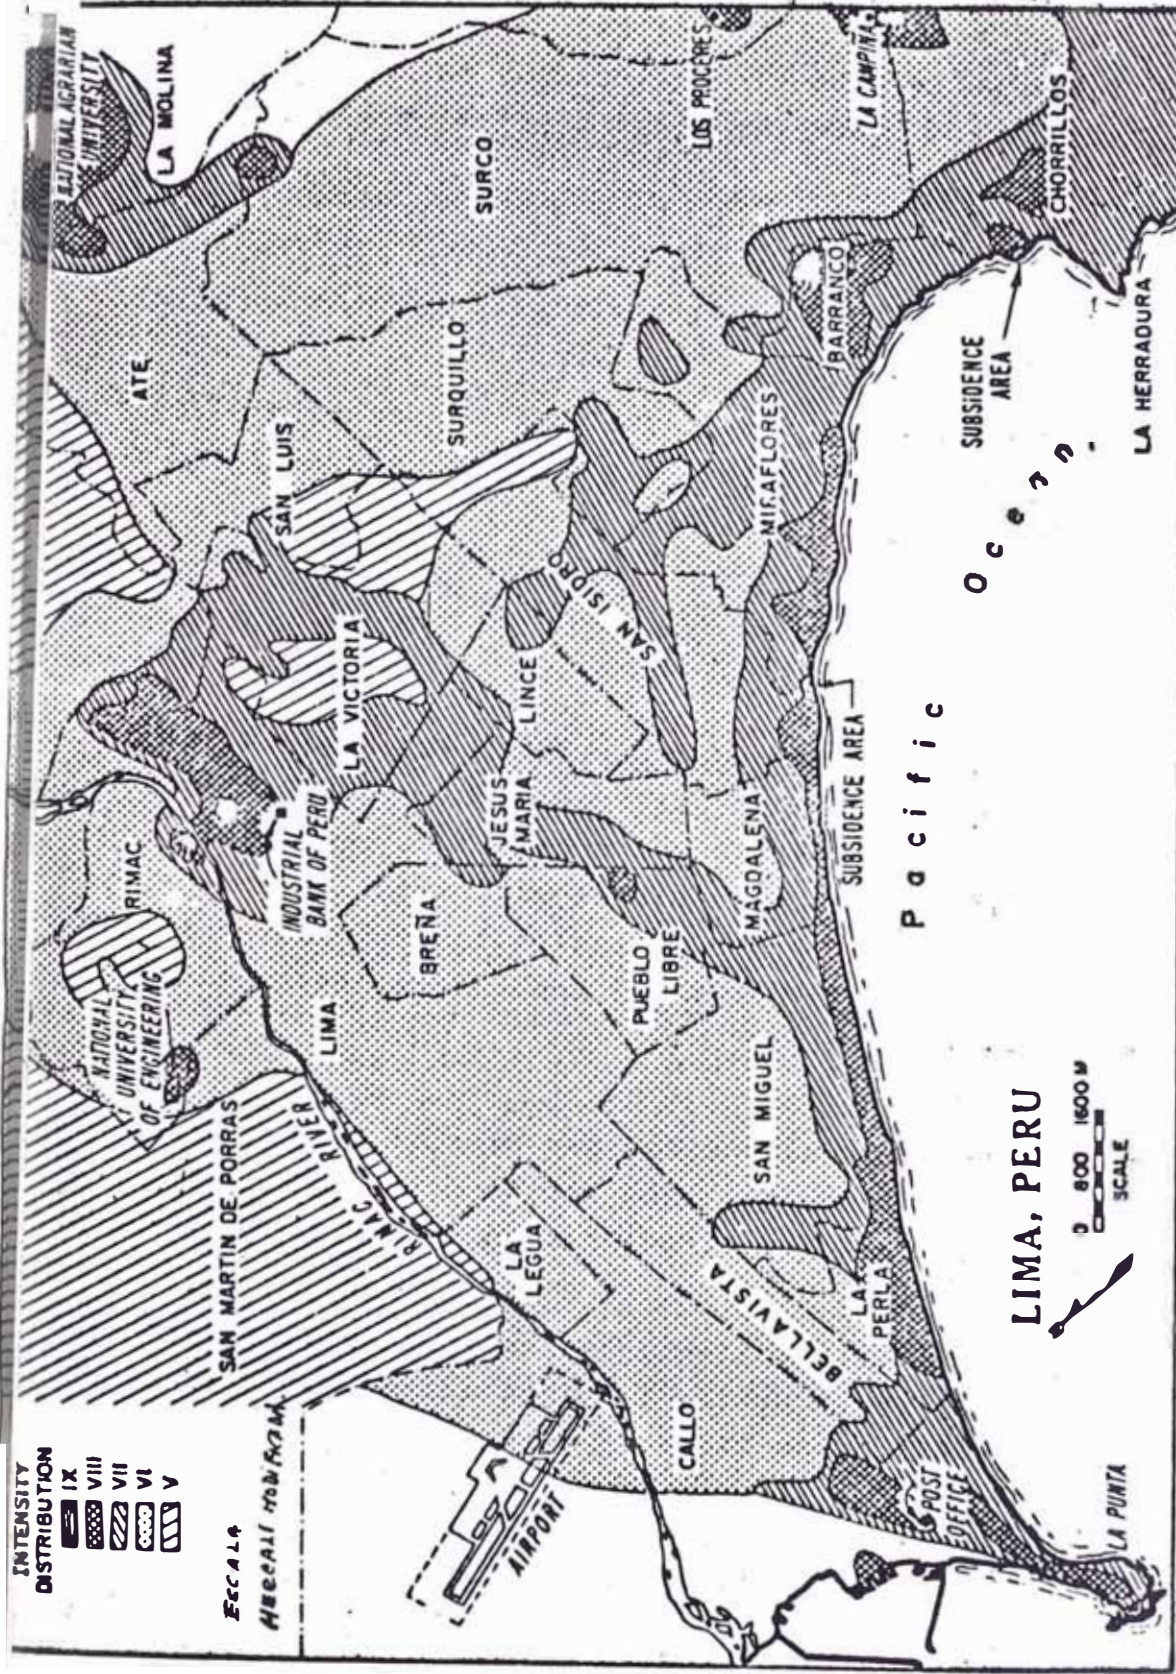 INTENSITY
DISTRIBUTION
IX
VIII
VII
VI
V
ESCALA
MERCALI MODIFICADA
NATIONAL AGRARIAN
UNIVERSITY
LA MOLINA
ATE
SURCO
LOS PROCERES
LA CAMPINA
CHORRILLOS
SURQUILLO
SAN LUIS
BARRANCO
MIRAFLORES
SUBSIDENCE
AREA
LA HERRADURA
LA VICTORIA
LINCE
SAN ISIDRO
RIMAC
INDUSTRIAL
BANK OF PERU
JESUS
MARIA
MAGDALENA
SUBSIDENCE AREA
Pacific
Ocean
NATIONAL
UNIVERSITY
OF ENGINEERING
BREÑA
PUEBLO
LIBRE
LIMA
SAN MIGUEL
SAN MARTIN DE PORRAS
RIMAC RIVER
LA
LEGUA
BELLAVISTA
LA
PERLA
CALLO
AIRPORT
POST
OFFICE
LA PUNTA
LIMA, PERU
0 800 1600 M
SCALE